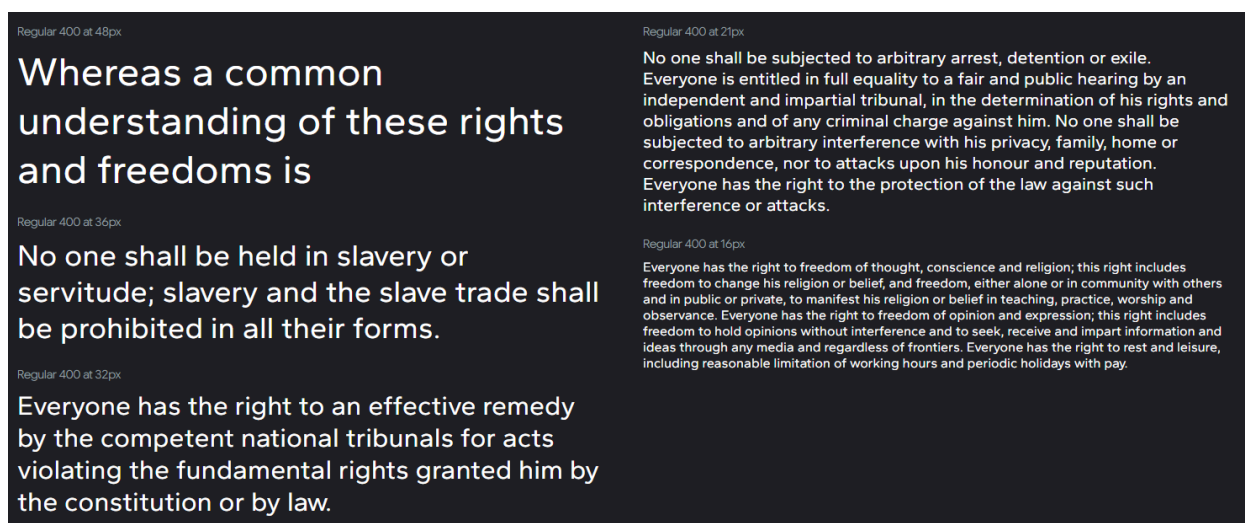 Regular 400 at 48px
Whereas a common
understanding of these rights
and freedoms is
Regular 400 at 36px
No one shall be held in slavery or
servitude; slavery and the slave trade shall
be prohibited in all their forms.
Regular 400 at 32px
Everyone has the right to an effective remedy
by the competent national tribunals for acts
violating the fundamental rights granted him by
the constitution or by law.
Regular 400 at 21px
No one shall be subjected to arbitrary arrest, detention or exile.
Everyone is entitled in full equality to a fair and public hearing by an
independent and impartial tribunal, in the determination of his rights and
obligations and of any criminal charge against him. No one shall be
subjected to arbitrary interference with his privacy, family, home or
correspondence, nor to attacks upon his honour and reputation.
Everyone has the right to the protection of the law against such
interference or attacks.
Regular 400 at 16px
Everyone has the right to freedom of thought, conscience and religion; this right includes
freedom to change his religion or belief, and freedom, either alone or in community with others
and in public or private, to manifest his religion or belief in teaching, practice, worship and
observance. Everyone has the right to freedom of opinion and expression; this right includes
freedom to hold opinions without interference and to seek, receive and impart information and
ideas through any media and regardless of frontiers. Everyone has the right to rest and leisure,
including reasonable limitation of working hours and periodic holidays with pay.